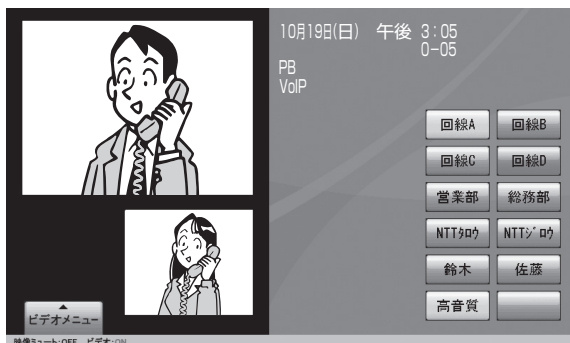 10月19日(日) 午後 3:05
0-05
PB
VoIP
回線A 回線B
回線C 回線D
営業部 総務部
NTTタロウ NTTジロウ
鈴木 佐藤
高音質
ビデオメニュー
映像ミュート:OFF ビデオ:ON